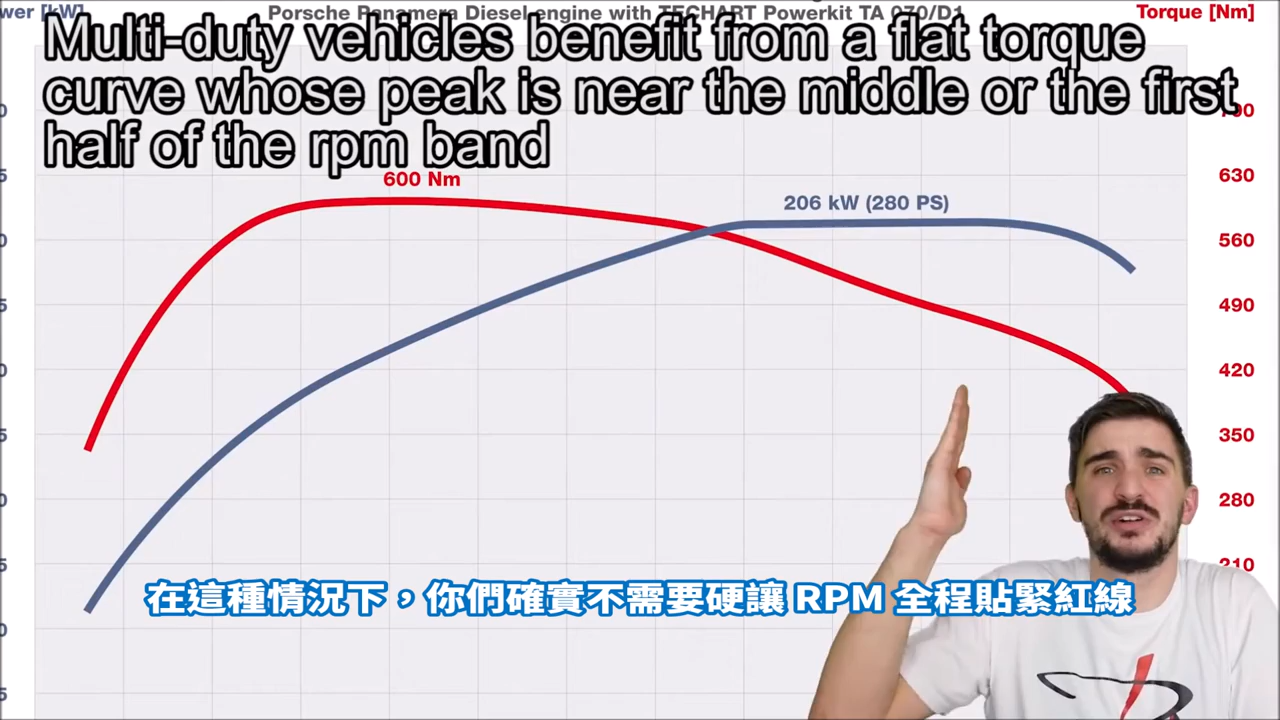 Porsche Panamera Diesel engine with TECHART Powerkit TA 070/D1
Torque [Nm]
Multi-duty vehicles benefit from a flat torque
curve whose peak is near the middle or the first
half of the rpm band
600 Nm
206 kW (280 PS)
630
560
490
420
350
280
210
在這種情況下，你們確實不需要硬讓 RPM 全程貼緊紅線